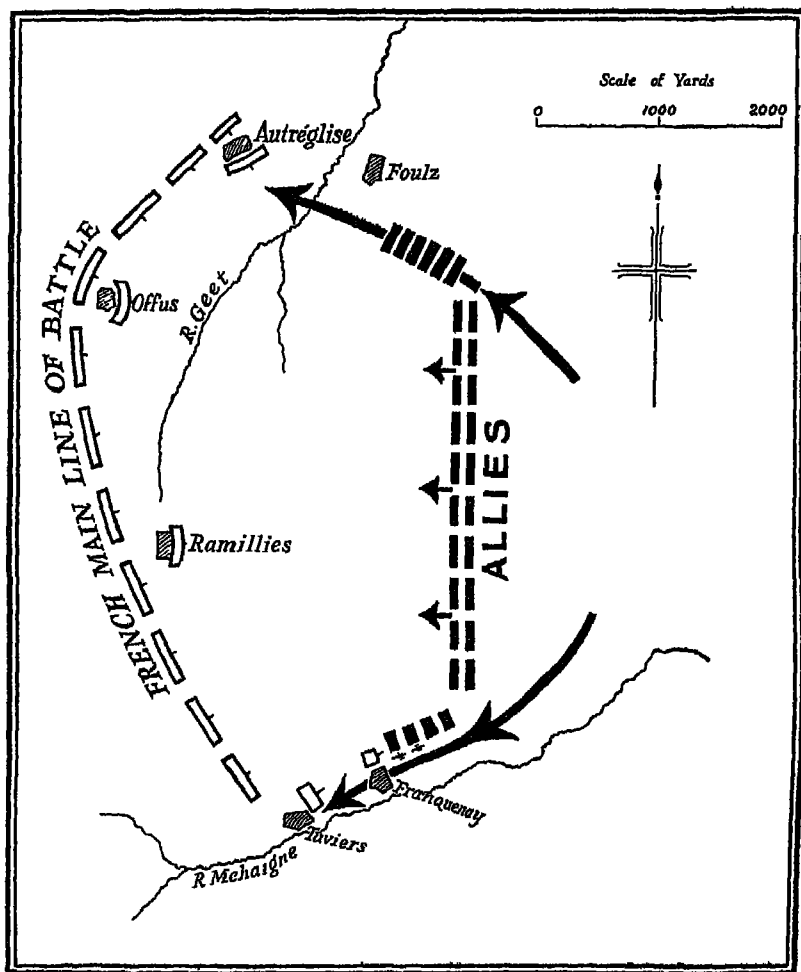 Scale of Yards
0 1000 2000
Autréglise
Foulz
R. Geet
Offus
FRENCH MAIN LINE OF BATTLE
ALLIES
Ramillies
Franquenay
Taviers
R Mehaigne